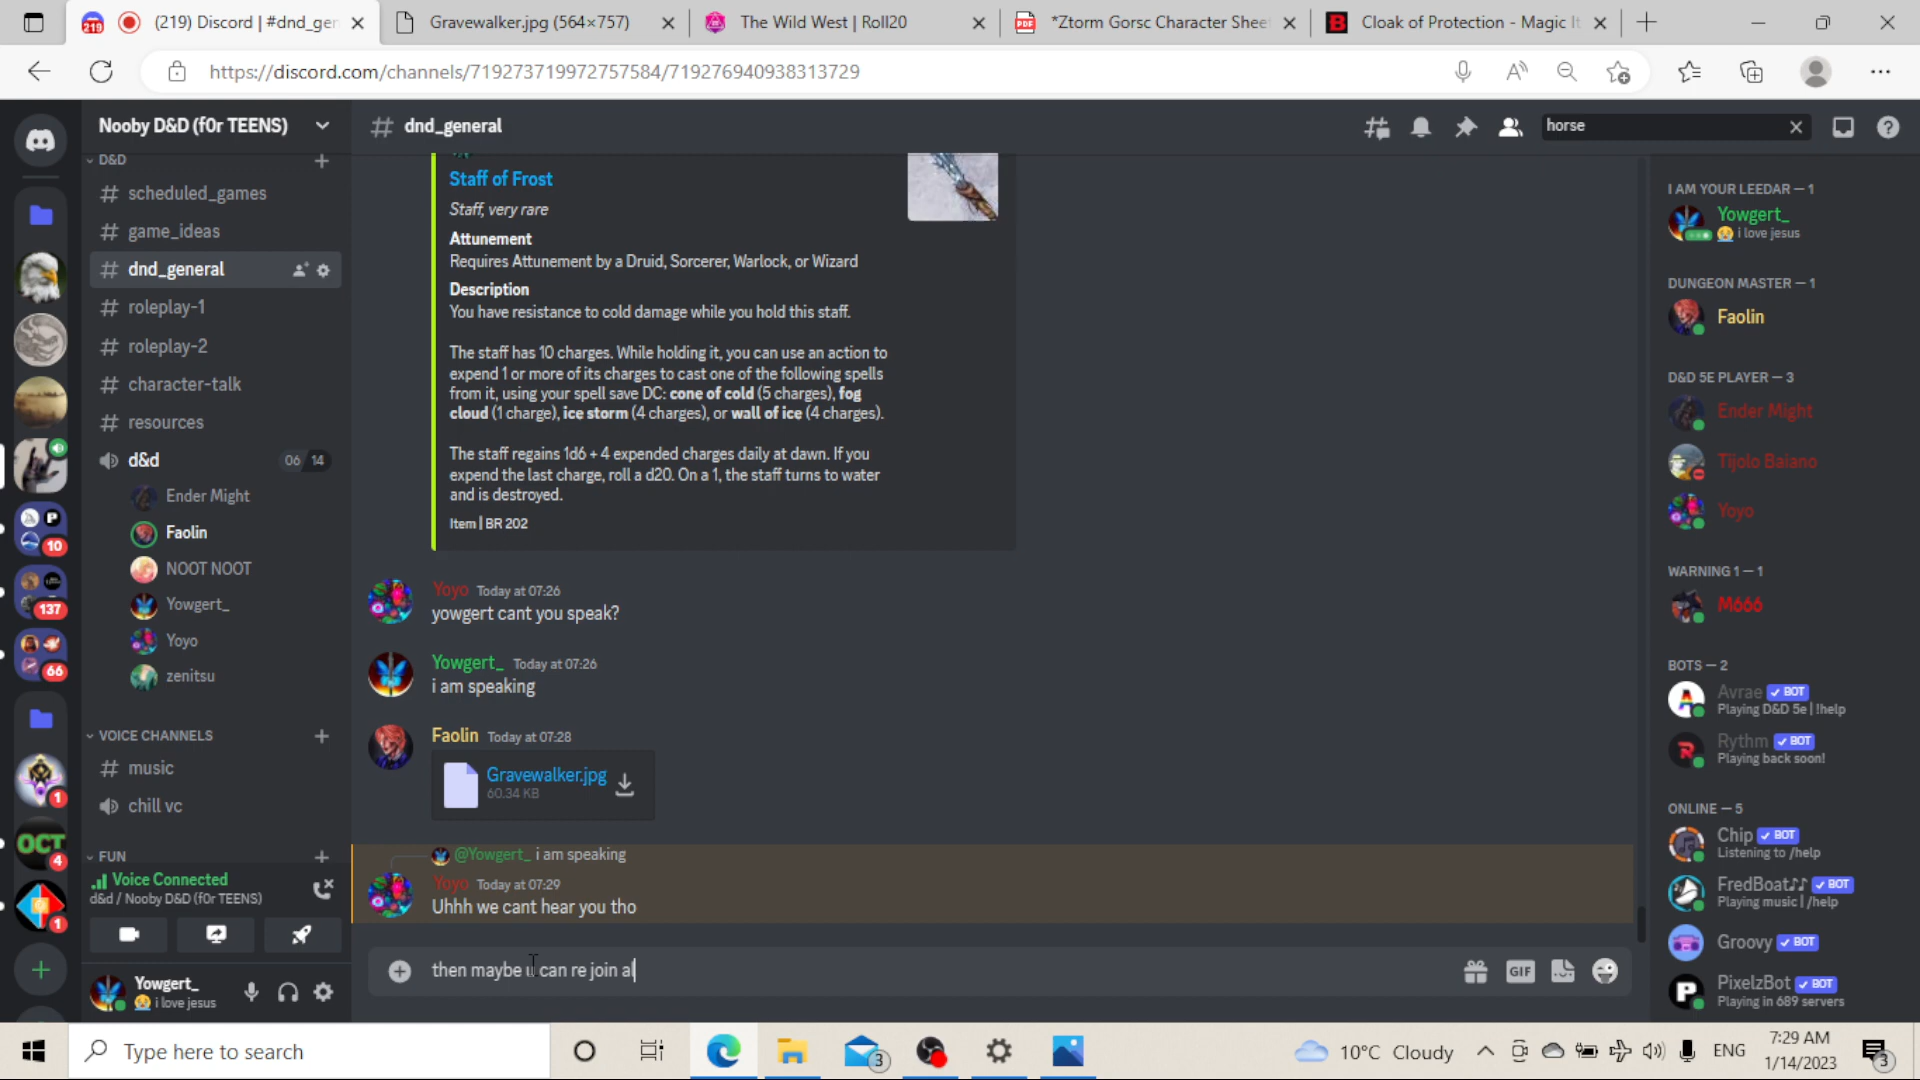 (219) Discord | #dnd_gen
Gravewalker.jpg (564×757)
The Wild West | Roll20
*Ztorm Gorsc Character Sheet
Cloak of Protection - Magic It
https://discord.com/channels/719273719972757584/719276940938313729
Nooby D&D (f0r TEENS)
dnd_general
horse
D&D
scheduled_games
game_ideas
dnd_general
roleplay-1
roleplay-2
character-talk
resources
d&d
06 14
Ender Might
Faolin
NOOT NOOT
Yowgert_
Yoyo
zenitsu
VOICE CHANNELS
music
chill vc
FUN
Voice Connected
d&d / Nooby D&D (f0r TEENS)
Yowgert_
i love jesus
219
10
137
66
1
OCT
4
1
Staff of Frost
Staff, very rare
Attunement
Requires Attunement by a Druid, Sorcerer, Warlock, or Wizard
Description
You have resistance to cold damage while you hold this staff.
The staff has 10 charges. While holding it, you can use an action to
expend 1 or more of its charges to cast one of the following spells
from it, using your spell save DC: cone of cold (5 charges), fog
cloud (1 charge), ice storm (4 charges), or wall of ice (4 charges).
The staff regains 1d6 + 4 expended charges daily at dawn. If you
expend the last charge, roll a d20. On a 1, the staff turns to water
and is destroyed.
Item | BR 202
Yoyo Today at 07:26
yowgert cant you speak?
Yowgert_ Today at 07:26
i am speaking
Faolin Today at 07:28
Gravewalker.jpg
60.34 KB
@Yowgert_ i am speaking
Yoyo Today at 07:29
Uhhh we cant hear you tho
then maybe u can re join al
GIF
I AM YOUR LEEDAR — 1
Yowgert_
i love jesus
DUNGEON MASTER — 1
Faolin
D&D 5E PLAYER — 3
Ender Might
Tijolo Baiano
Yoyo
WARNING 1 — 1
M666
BOTS — 2
Avrae BOT
Playing D&D 5e | !help
Rythm BOT
Playing back soon!
ONLINE — 5
Chip BOT
Listening to /help
FredBoat♪♪ BOT
Playing music | /help
Groovy BOT
PixelzBot BOT
Playing in 689 servers
Type here to search
3
10°C Cloudy
ENG
7:29 AM
1/14/2023
3